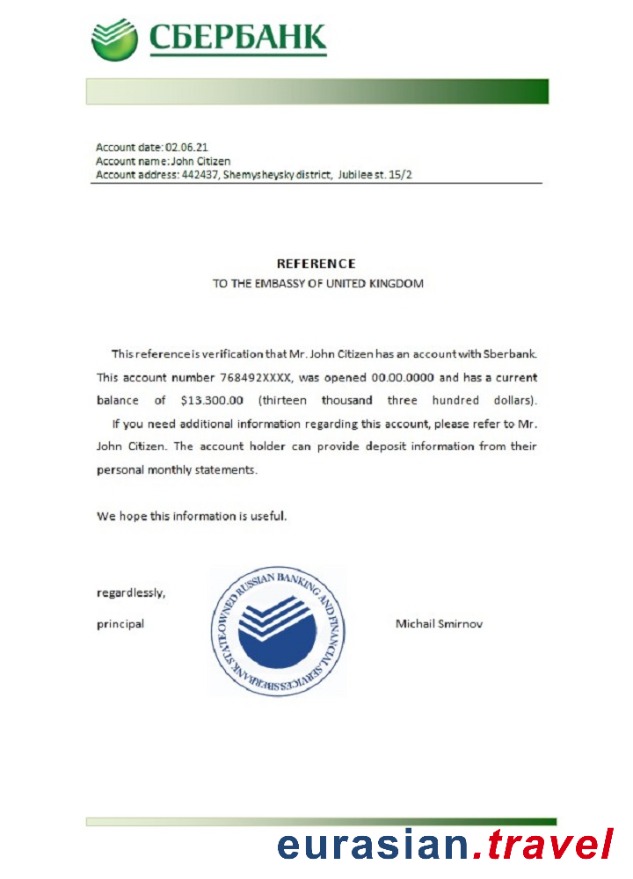 СБЕРБАНК
Account date: 02.06.21
Account name: John Citizen
Account address: 442437, Shemysheysky district, Jubilee st. 15/2
REFERENCE
TO THE EMBASSY OF UNITED KINGDOM
This reference is verification that Mr. John Citizen has an account with Sberbank.
This account number 768492XXXX, was opened 00.00.0000 and has a current
balance of $13.300.00 (thirteen thousand three hundred dollars).
If you need additional information regarding this account, please refer to Mr.
John Citizen. The account holder can provide deposit information from their
personal monthly statements.
We hope this information is useful.
regardlessly,
principal
SBERBANK STATE-OWNED RUSSIAN BANKING AND FINANCIAL SERVICES
Michail Smirnov
eurasian.travel